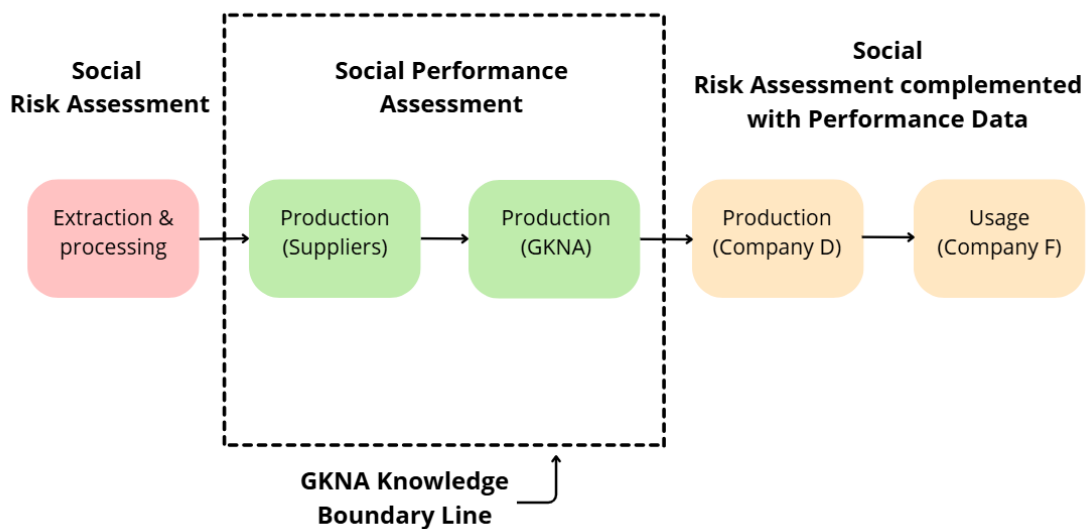 Social
Risk Assessment
Social Performance
Assessment
Social
Risk Assessment complemented
with Performance Data
Extraction &
processing
Production
(Suppliers)
Production
(GKNA)
Production
(Company D)
Usage
(Company F)
GKNA Knowledge
Boundary Line